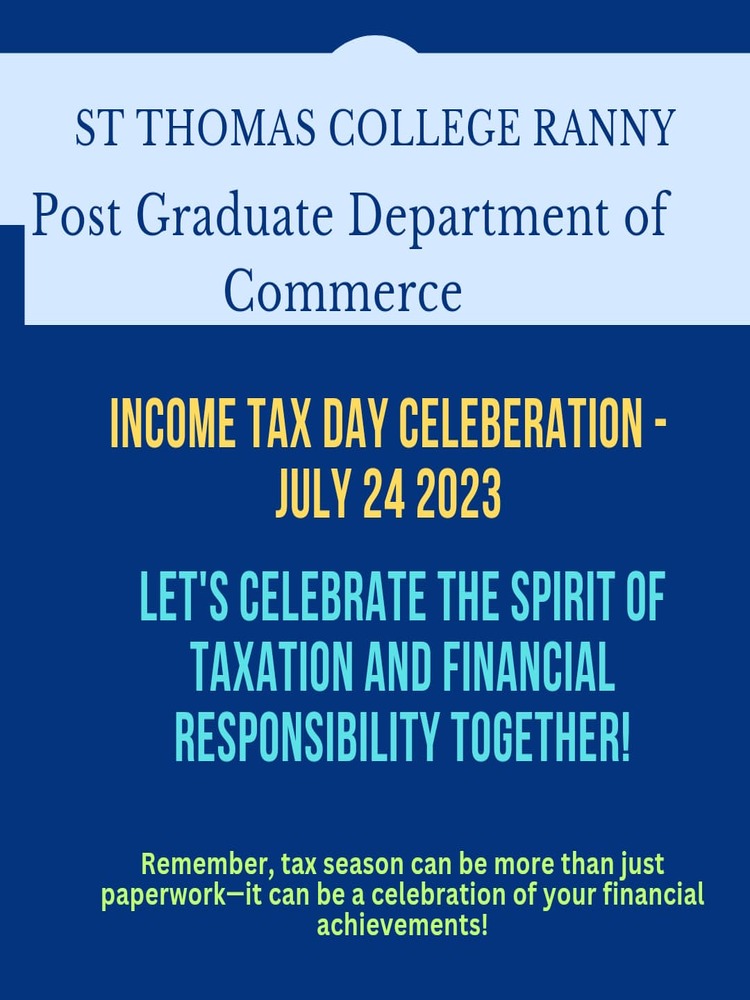 ST THOMAS COLLEGE RANNY
Post Graduate Department of
Commerce
INCOME TAX DAY CELEBERATION -
JULY 24 2023
LET'S CELEBRATE THE SPIRIT OF
TAXATION AND FINANCIAL
RESPONSIBILITY TOGETHER!
Remember, tax season can be more than just
paperwork—it can be a celebration of your financial
achievements!